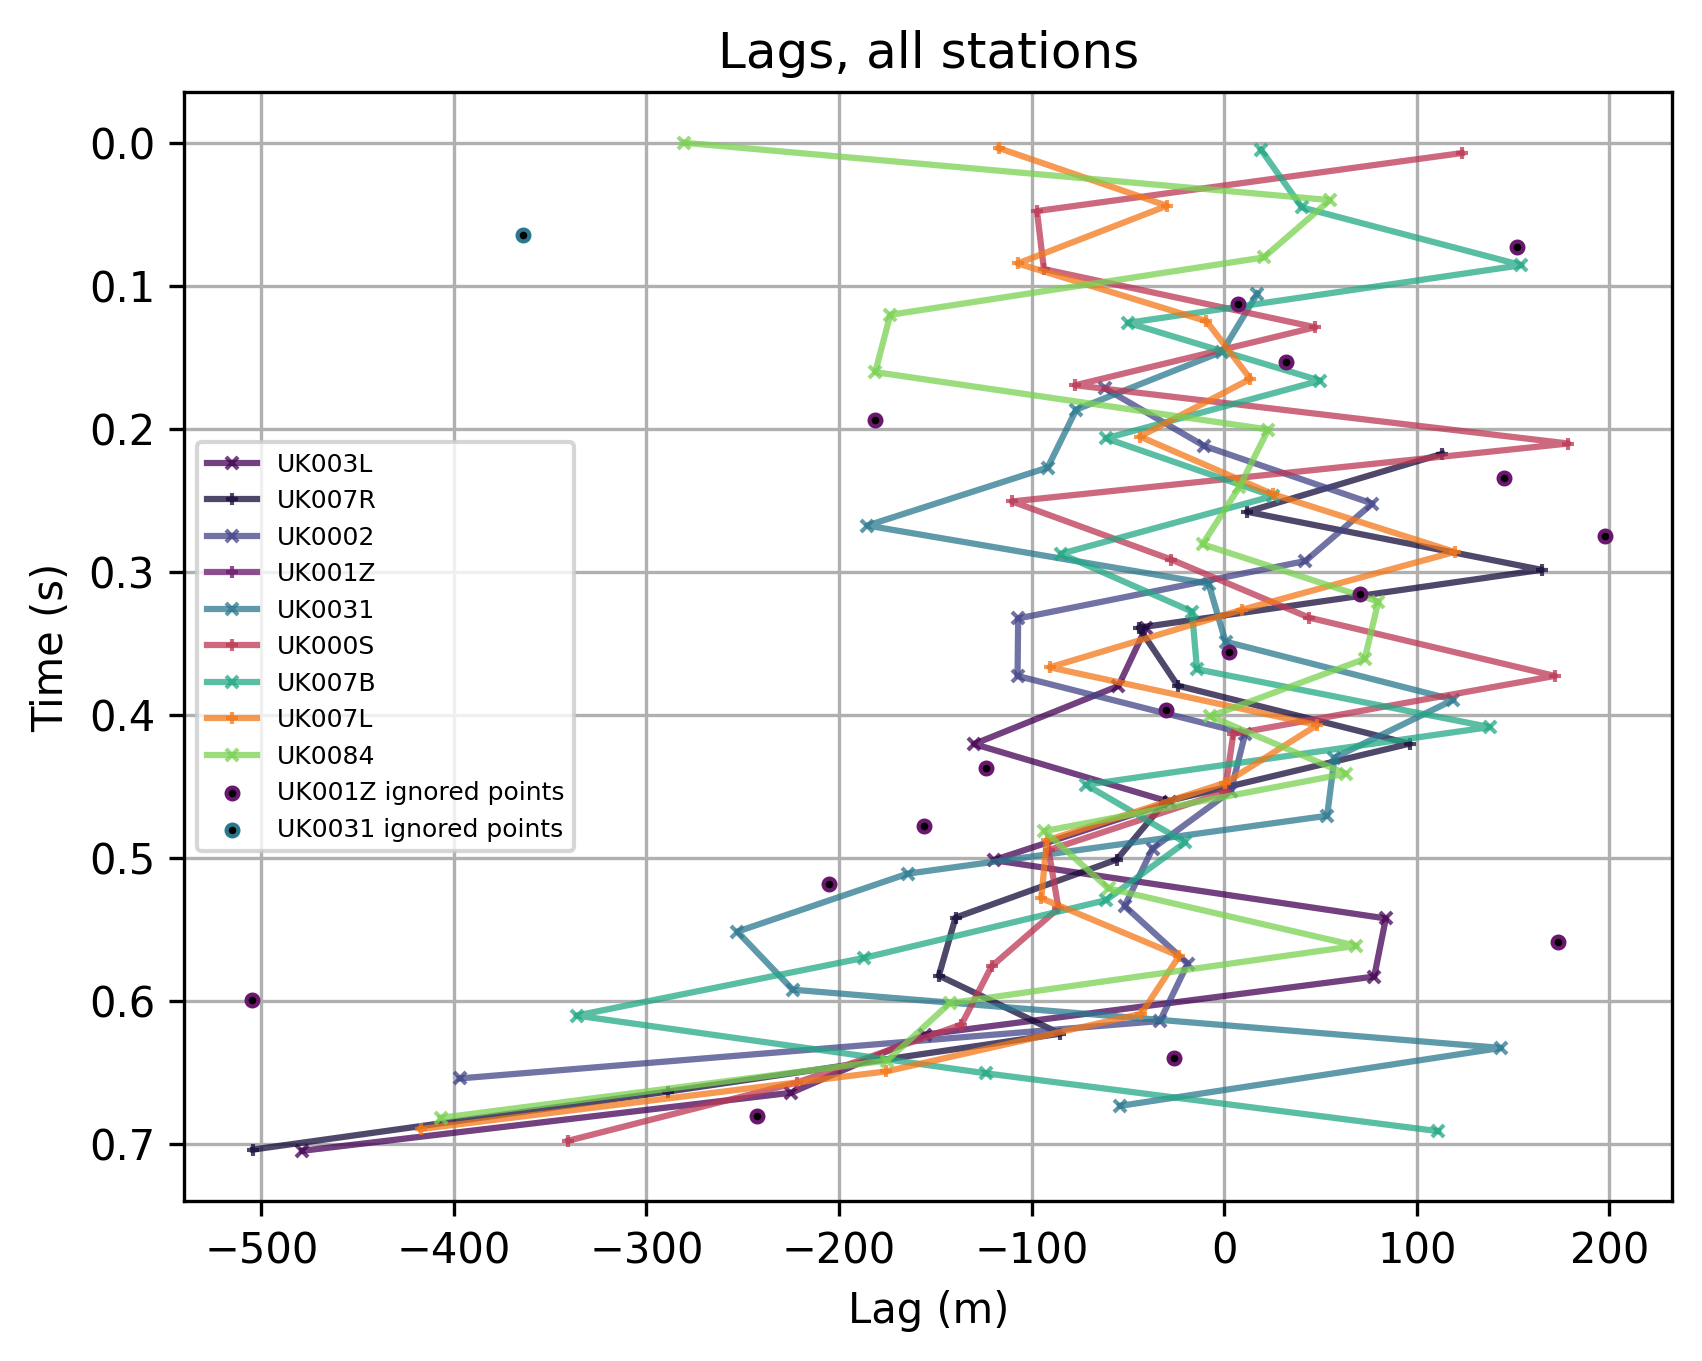 Lags, all stations
0.0
0.1
0.2
0.3
0.4
0.5
0.6
0.7
Time (s)
UK003L
UK007R
UK0002
UK001Z
UK0031
UK000S
UK007B
UK007L
UK0084
UK001Z ignored points
UK0031 ignored points
−500 −400 −300 −200 −100 0 100 200
Lag (m)